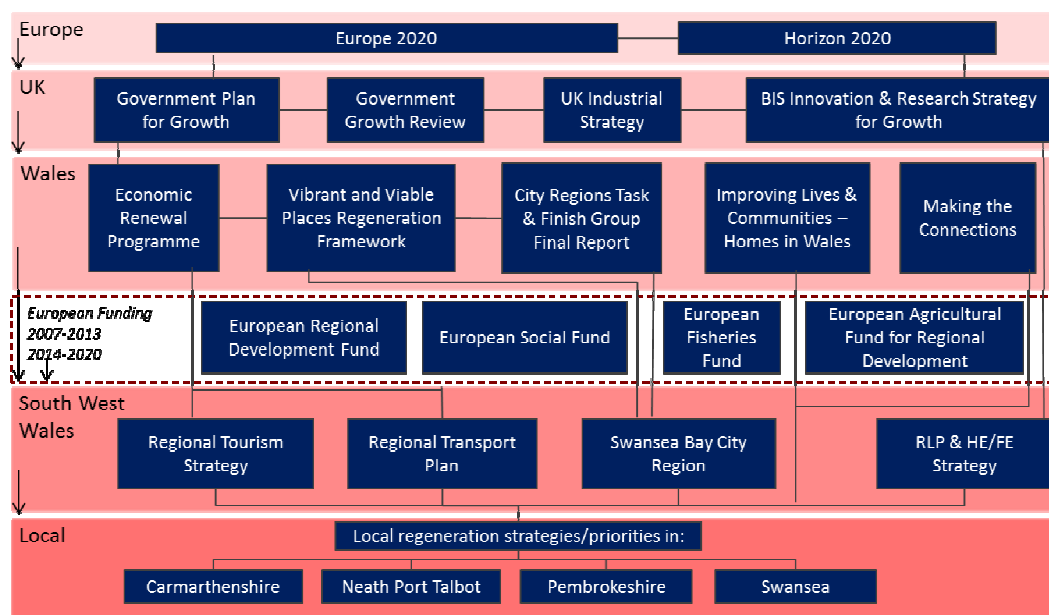 Europe
Europe 2020
Horizon 2020
UK
Government Plan
for Growth
Government
Growth Review
UK Industrial
Strategy
BIS Innovation & Research Strategy
for Growth
Wales
Economic
Renewal
Programme
Vibrant and Viable
Places Regeneration
Framework
City Regions Task
& Finish Group
Final Report
Improving Lives &
Communities –
Homes in Wales
Making the
Connections
European Funding
2007-2013
2014-2020
European Regional
Development Fund
European Social Fund
European
Fisheries
Fund
European Agricultural
Fund for Regional
Development
South West
Wales
Regional Tourism
Strategy
Regional Transport
Plan
Swansea Bay City
Region
RLP & HE/FE
Strategy
Local
Local regeneration strategies/priorities in:
Carmarthenshire
Neath Port Talbot
Pembrokeshire
Swansea